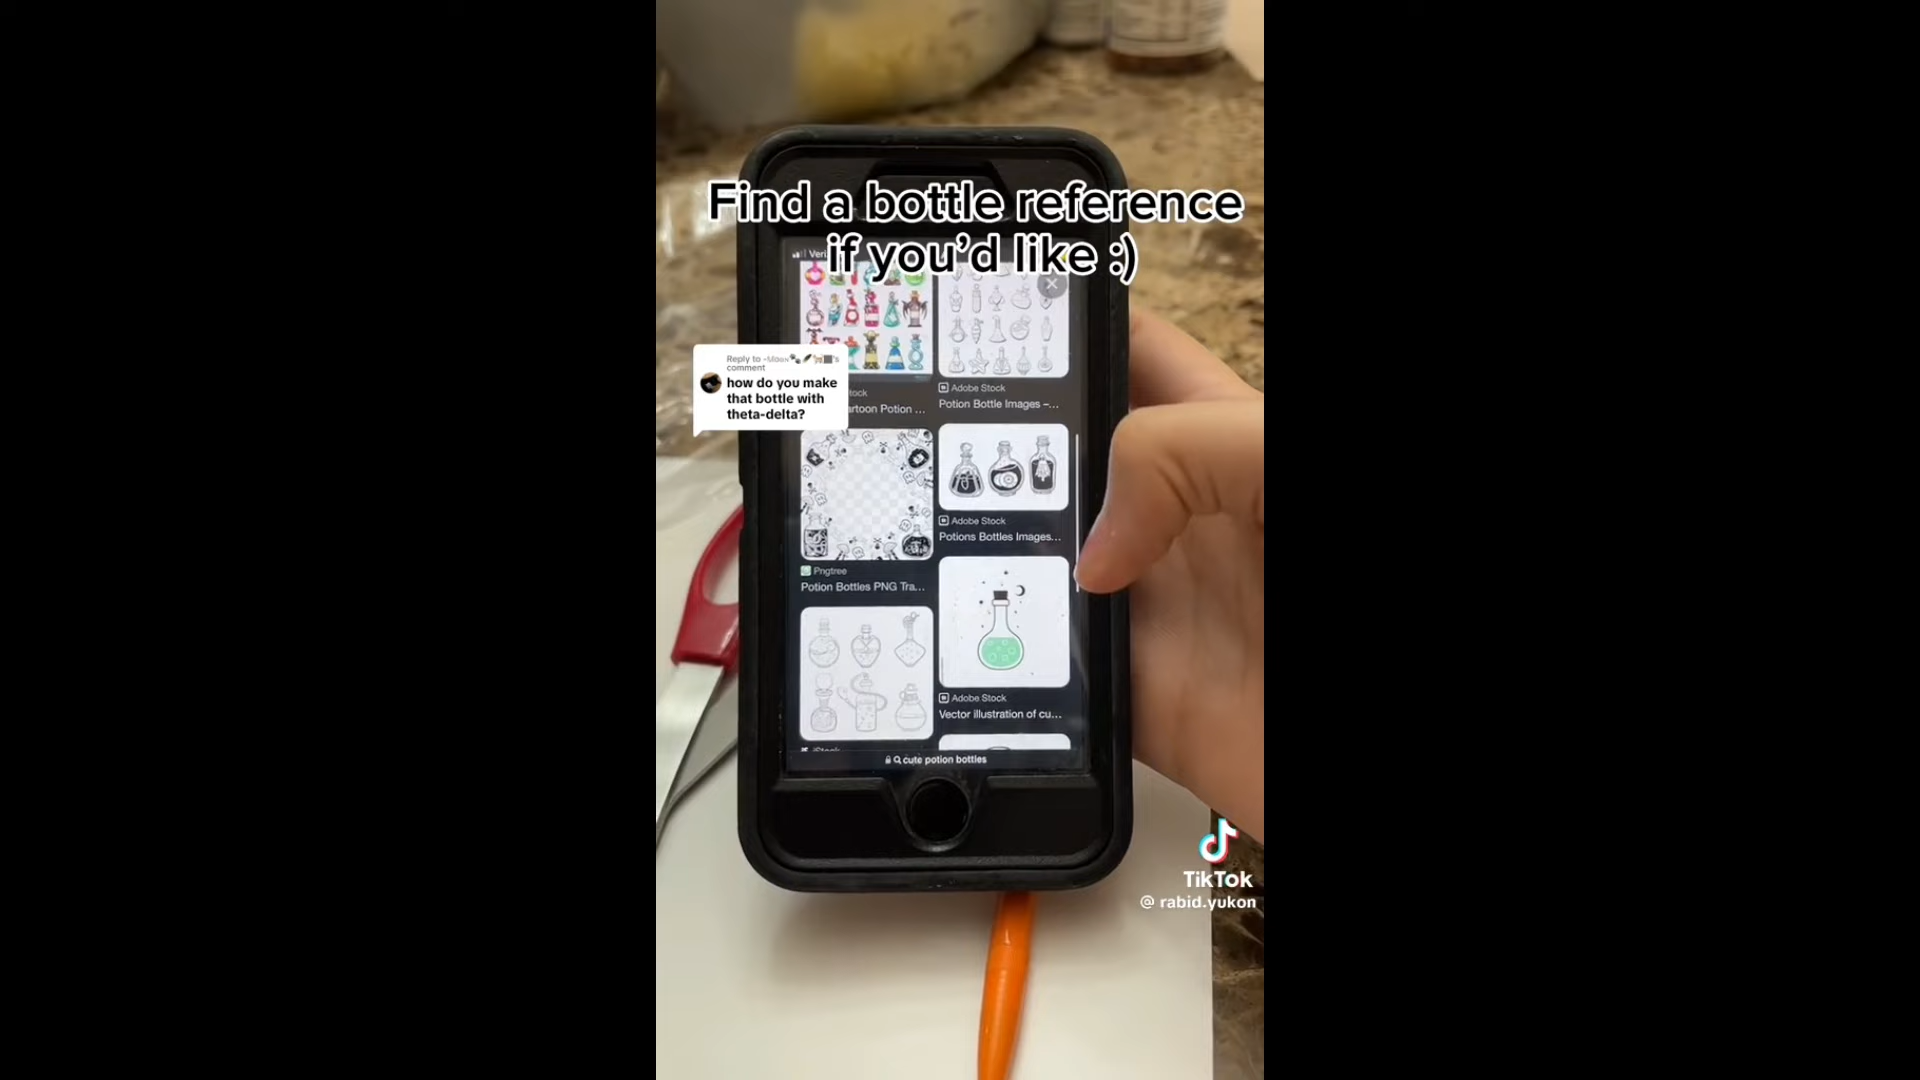 Find a bottle reference
if you'd like :)
Reply to
comment
how do you make
that bottle with
theta-delta?
Adobe Stock
Potion Bottle Images –...
Adobe Stock
Potions Bottles Images...
Pngtree
Potion Bottles PNG Tra...
Adobe Stock
Vector illustration of cu...
cute potion bottles
TikTok
@ rabid.yukon